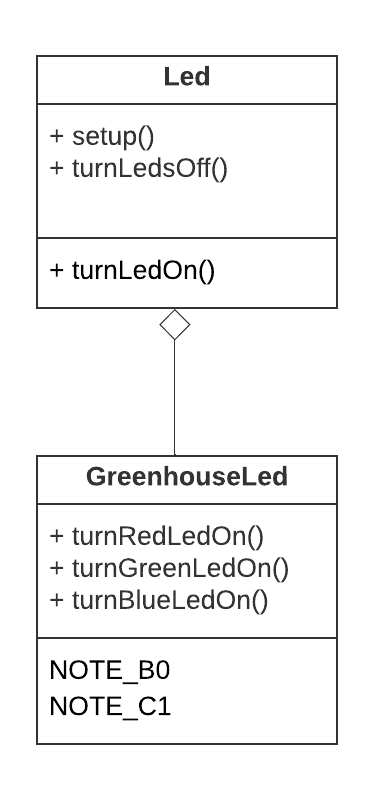 Led
+ setup()
+ turnLedsOff()
+ turnLedOn()
GreenhouseLed
+ turnRedLedOn()
+ turnGreenLedOn()
+ turnBlueLedOn()
NOTE_B0
NOTE_C1